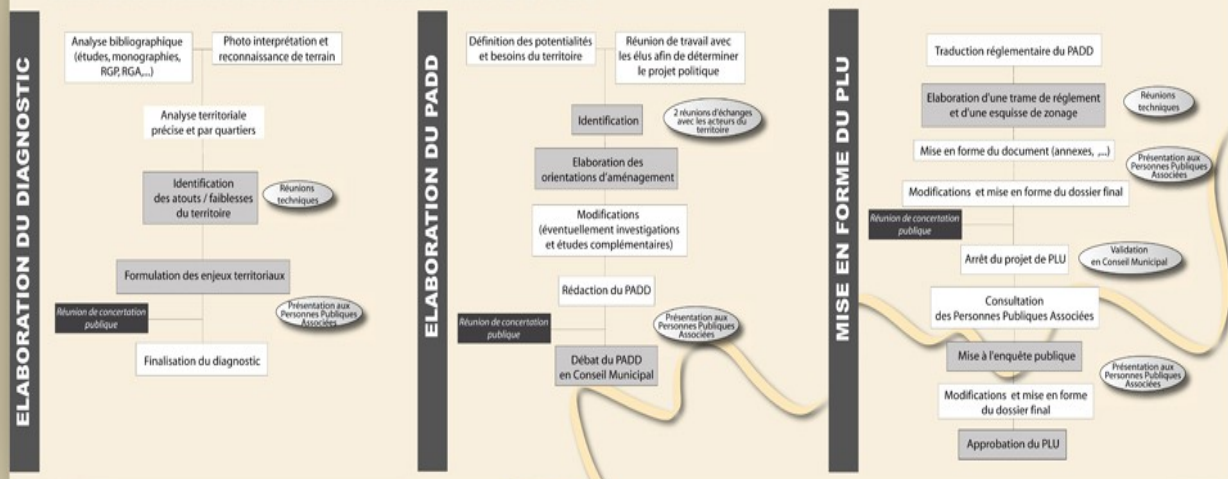 ELABORATION DU DIAGNOSTIC
Analyse bibliographique
(études, monographies,
RGP, RGA,...)
Photo interprétation et
reconnaissance de terrain
Analyse territoriale
précise et par quartiers
Identification
des atouts / faiblesses
du territoire
Réunions
techniques
Formulation des enjeux territoriaux
Réunion de concertation
publique
Présentation aux
Personnes Publiques
Associées
Finalisation du diagnostic
ELABORATION DU PADD
Définition des potentialités
et besoins du territoire
Réunion de travail avec
les élus afin de déterminer
le projet politique
Identification
2 réunions d'échanges
avec les acteurs du
territoire
Elaboration des
orientations d'aménagement
Modifications
(éventuellement investigations
et études complémentaires)
Rédaction du PADD
Réunion de concertation
publique
Présentation aux
Personnes Publiques
Associées
Débat du PADD
en Conseil Municipal
MISE EN FORME DU PLU
Traduction réglementaire du PADD
Elaboration d'une trame de réglement
et d'une esquisse de zonage
Réunions
techniques
Mise en forme du document (annexes, ,...)
Présentation aux
Personnes Publiques
Associées
Modifications et mise en forme du dossier final
Réunion de concertation
publique
Arrêt du projet de PLU
Validation
en Conseil Municipal
Consultation
des Personnes Publiques Associées
Mise à l'enquête publique
Présentation aux
Personnes Publiques
Associées
Modifications et mise en forme
du dossier final
Approbation du PLU